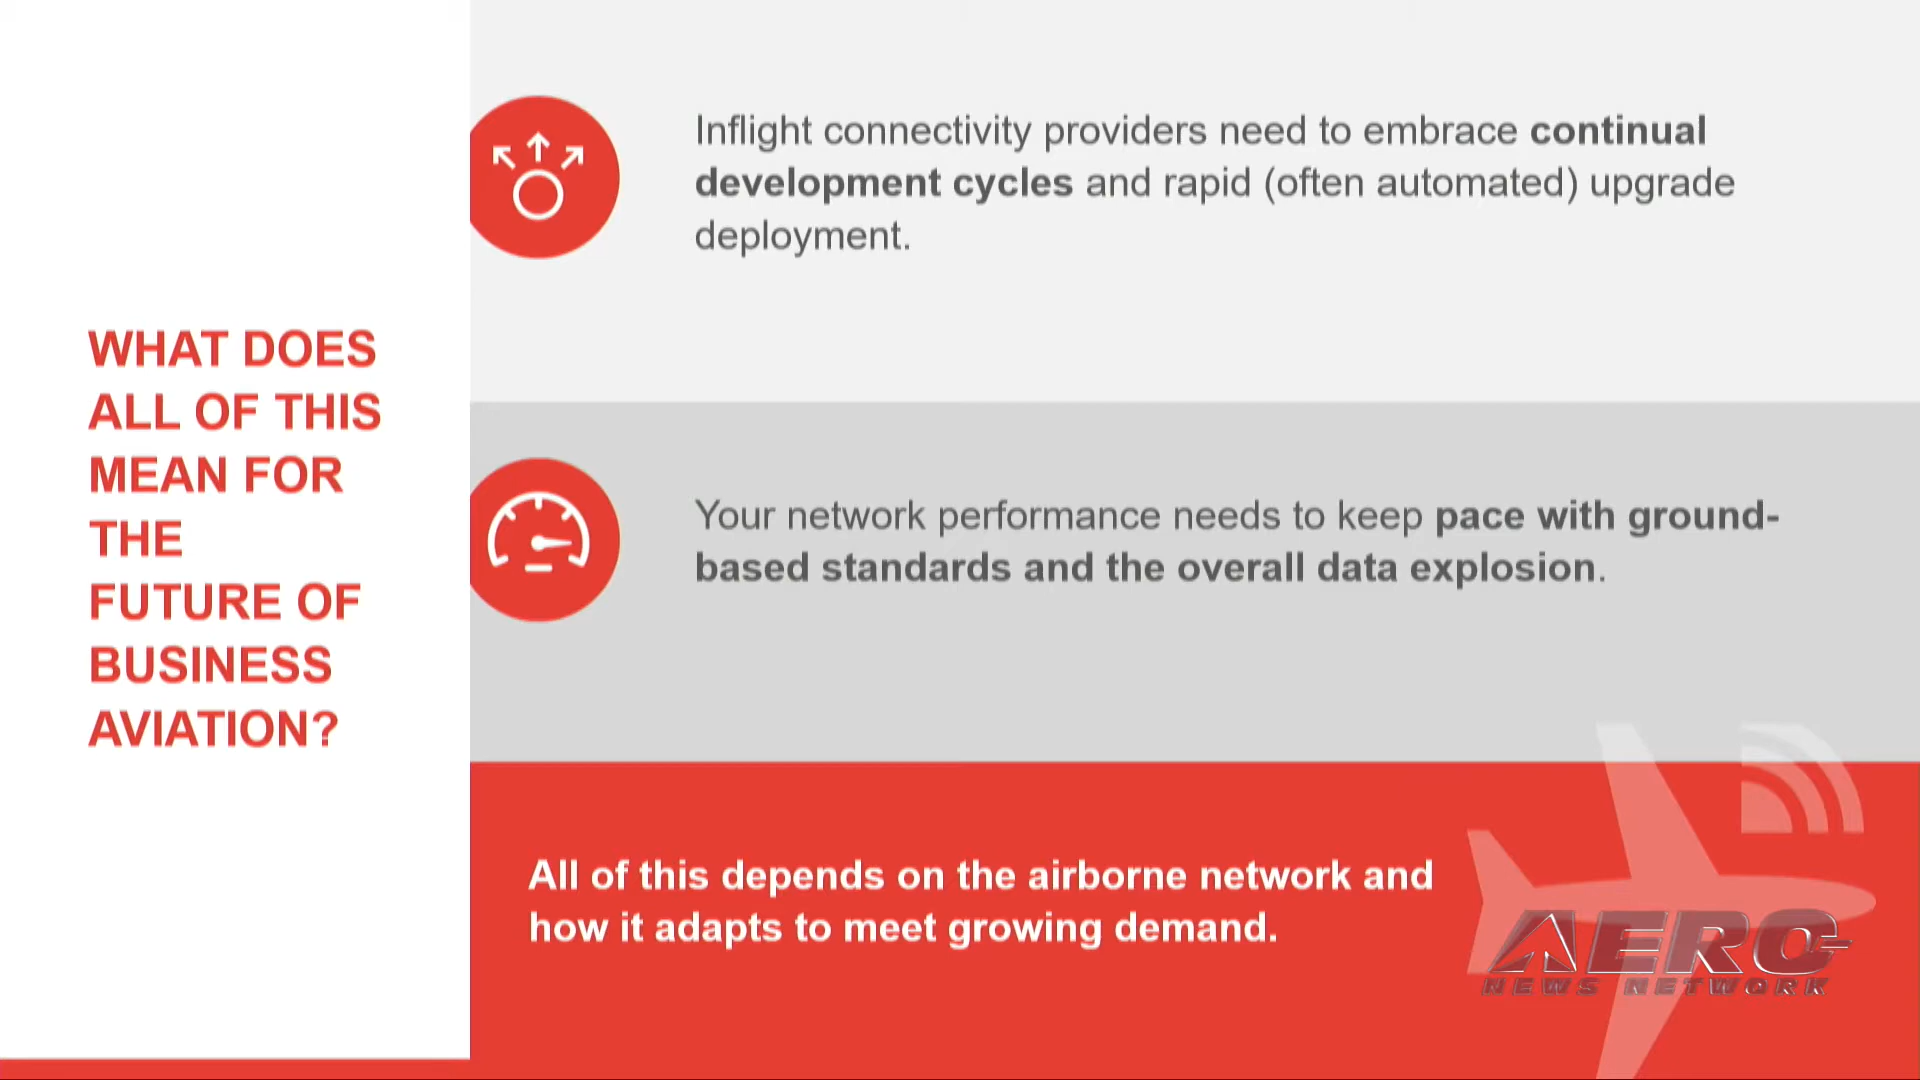 WHAT DOES
ALL OF THIS
MEAN FOR
THE
FUTURE OF
BUSINESS
AVIATION?
Inflight connectivity providers need to embrace continual
development cycles and rapid (often automated) upgrade
deployment.
Your network performance needs to keep pace with ground-
based standards and the overall data explosion.
All of this depends on the airborne network and
how it adapts to meet growing demand.
AERO
NEWS NETWORK